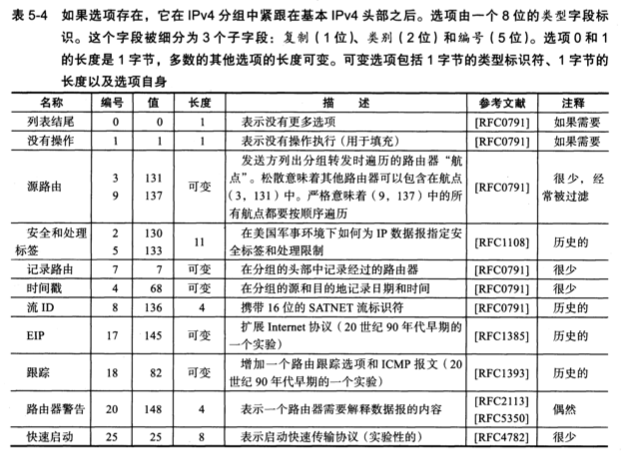 表 5-4 如果选项存在，它在 IPv4 分组中紧跟在基本 IPv4 头部之后。选项由一个 8 位的类型字段标
识。这个字段被细分为 3 个子字段：复制（1 位）、类别（2 位）和编号（5 位）。选项 0 和 1
的长度是 1 字节，多数的其他选项的长度可变。可变选项包括 1 字节的类型标识符、1 字节的
长度以及选项自身
名称 编号 值 长度 描述 参考文献 注释
列表结尾 0 0 1 表示没有更多选项 [RFC0791] 如果需要
没有操作 1 1 1 表示没有操作执行（用于填充） [RFC0791] 如果需要
源路由 3 131 可变 发送方列出分组转发时遍历的路由器“航 [RFC0791] 很少，经
9 137 点”。松散意味着其他路由器可以包含在航点 常被过滤
（3，131）中。严格意味着（9，137）中的所
有航点都要按顺序遍历
安全和处理 2 130 11 在美国军事环境下如何为 IP 数据报指定安 [RFC1108] 历史的
标签 5 133 全标签和处理限制
记录路由 7 7 可变 在分组的头部中记录经过的路由器 [RFC0791] 很少
时间戳 4 68 可变 在分组的源和目的地记录日期和时间 [RFC0791] 很少
流 ID 8 136 4 携带 16 位的 SATNET 流标识符 [RFC0791] 历史的
EIP 17 145 可变 扩展 Internet 协议（20 世纪 90 年代早期的 [RFC1385] 历史的
一个实验）
跟踪 18 82 可变 增加一个路由跟踪选项和 ICMP 报文（20 [RFC1393] 历史的
世纪 90 年代早期的一个实验）
路由器警告 20 148 4 表示一个路由器需要解释数据报的内容 [RFC2113] 偶然
[RFC5350]
快速启动 25 25 8 表示启动快速传输协议（实验性的） [RFC4782] 很少